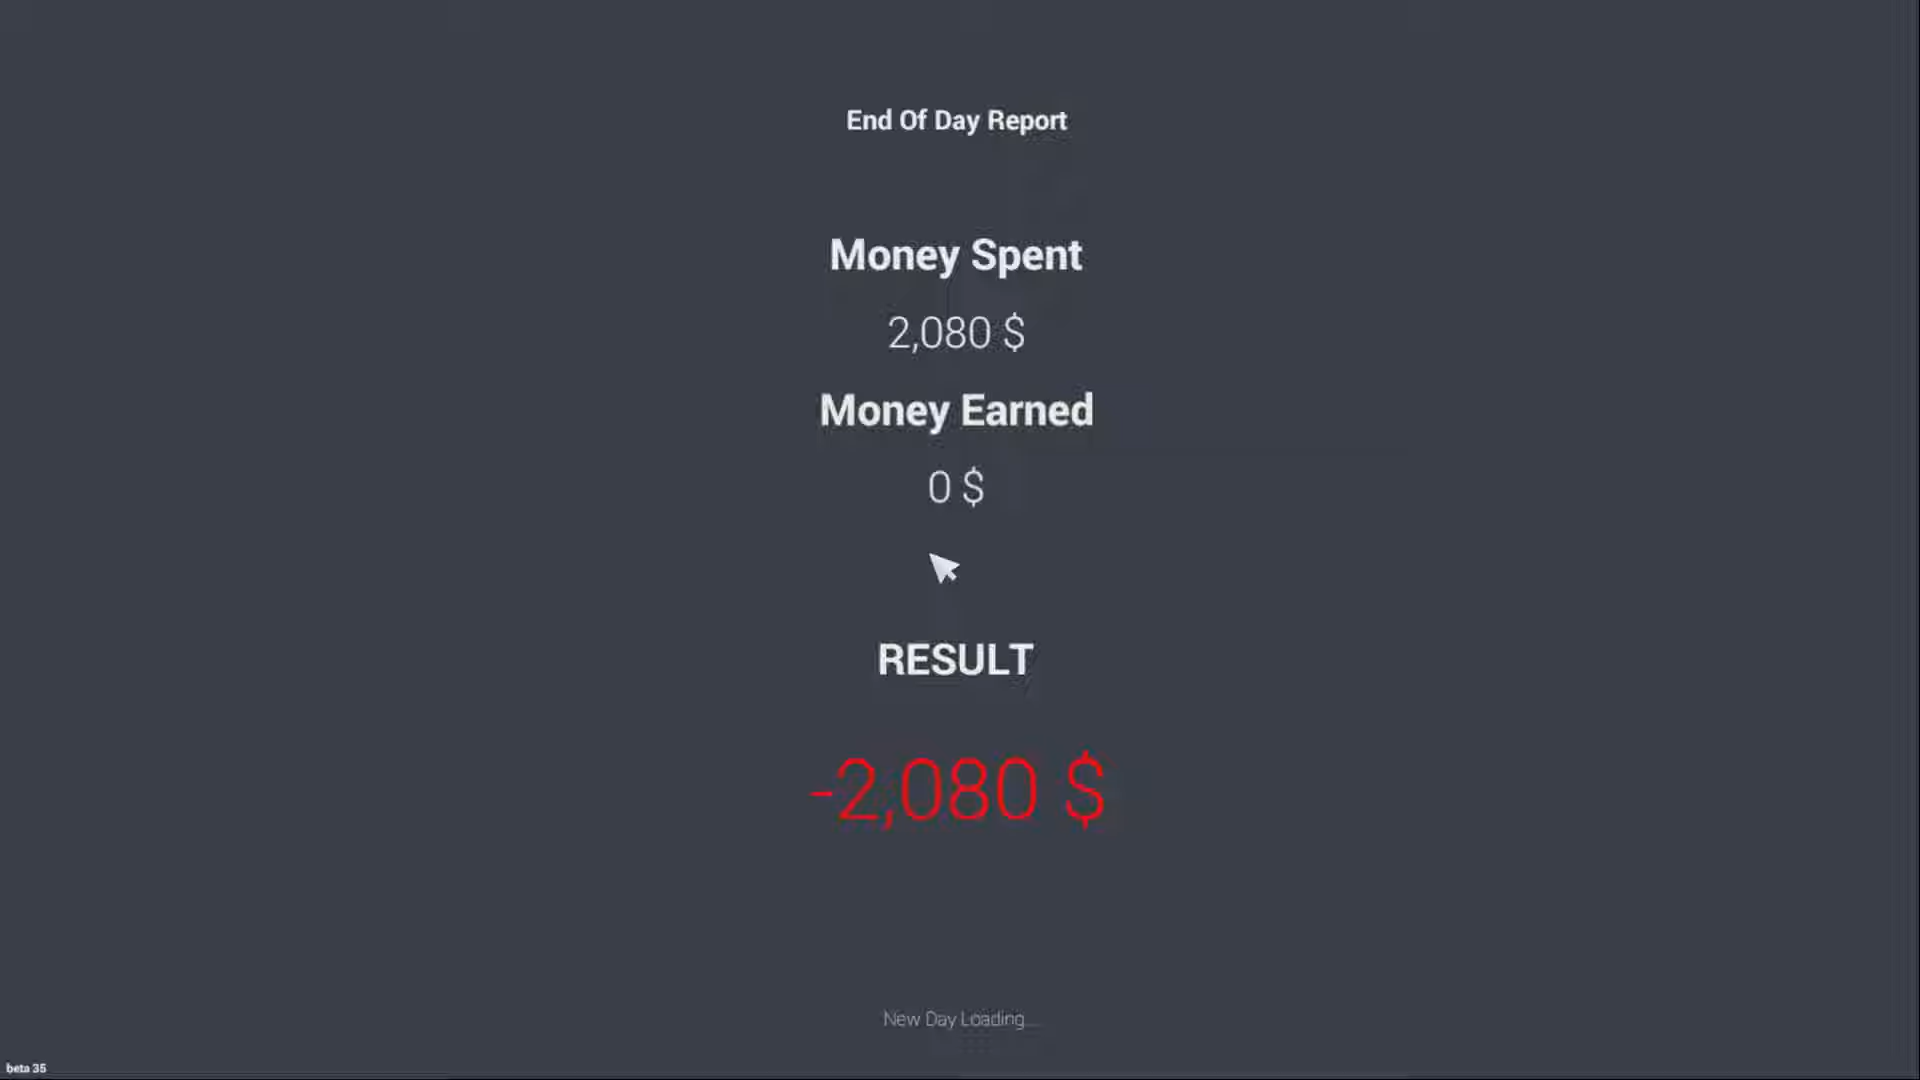 End Of Day Report
Money Spent
2,080 $
Money Earned
0 $
RESULT
-2,080 $
New Day Loading...
beta 35